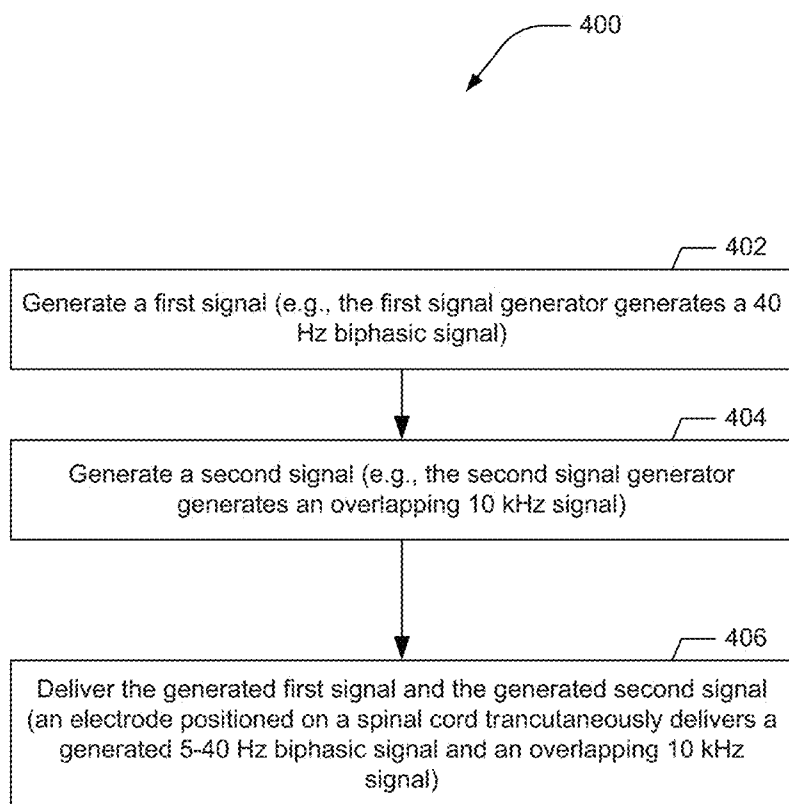 400
402
Generate a first signal (e.g., the first signal generator generates a 40
Hz biphasic signal)
404
Generate a second signal (e.g., the second signal generator
generates an overlapping 10 kHz signal)
406
Deliver the generated first signal and the generated second signal
(an electrode positioned on a spinal cord trancutaneously delivers a
generated 5-40 Hz biphasic signal and an overlapping 10 kHz
signal)